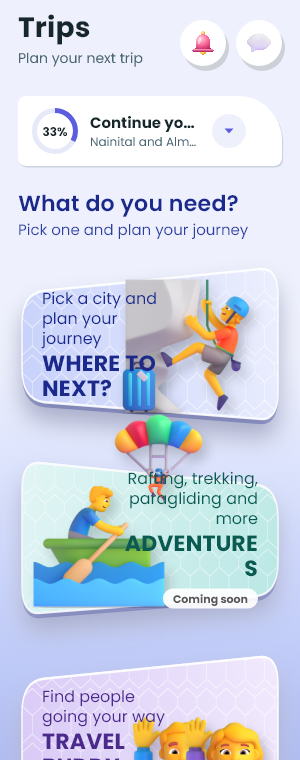 Trips
Plan your next trip
33%
Continue yo...
Nainital and Alm...
What do you need?
Pick one and plan your journey
Pick a city and
plan your
journey
WHERE TO
NEXT?
Rafting, trekking,
paragliding and
more
ADVENTURE
S
Coming soon
Find people
going your way
TRAVEL
BUDDY